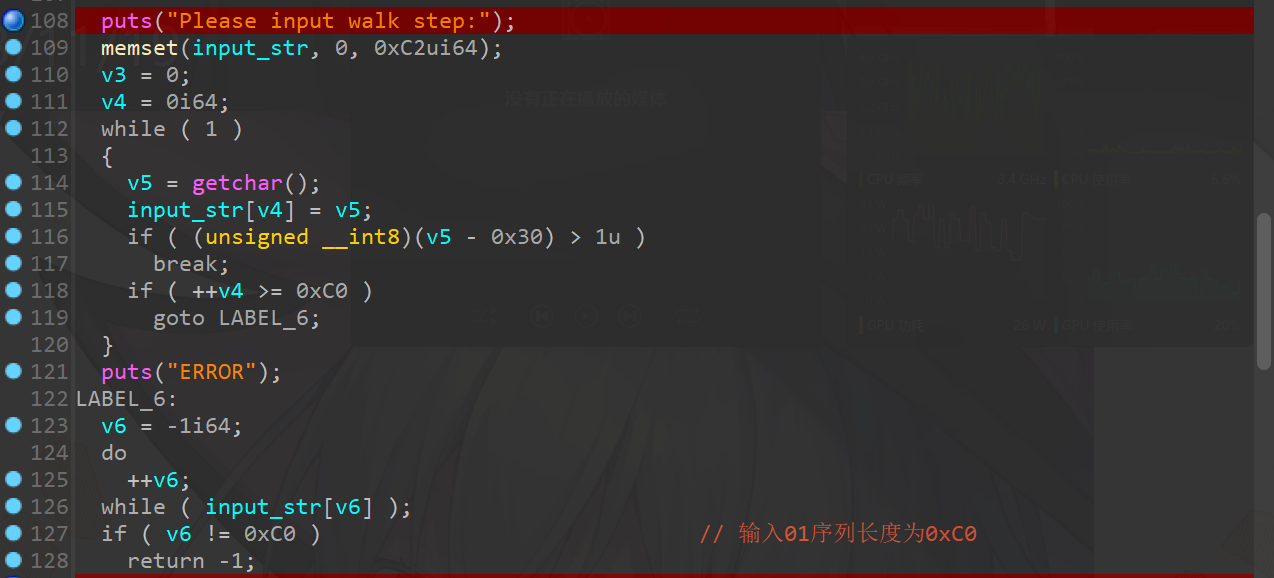 108 puts("Please input walk step:");
109 memset(input_str, 0, 0xC2ui64);
110 v3 = 0;
111 v4 = 0i64;
112 while ( 1 )
113 {
114 v5 = getchar();
115 input_str[v4] = v5;
116 if ( (unsigned __int8)(v5 - 0x30) > 1u )
117 break;
118 if ( ++v4 >= 0xC0 )
119 goto LABEL_6;
120 }
121 puts("ERROR");
122 LABEL_6:
123 v6 = -1i64;
124 do
125 ++v6;
126 while ( input_str[v6] );
127 if ( v6 != 0xC0 ) // 输入01序列长度为0xC0
128 return -1;